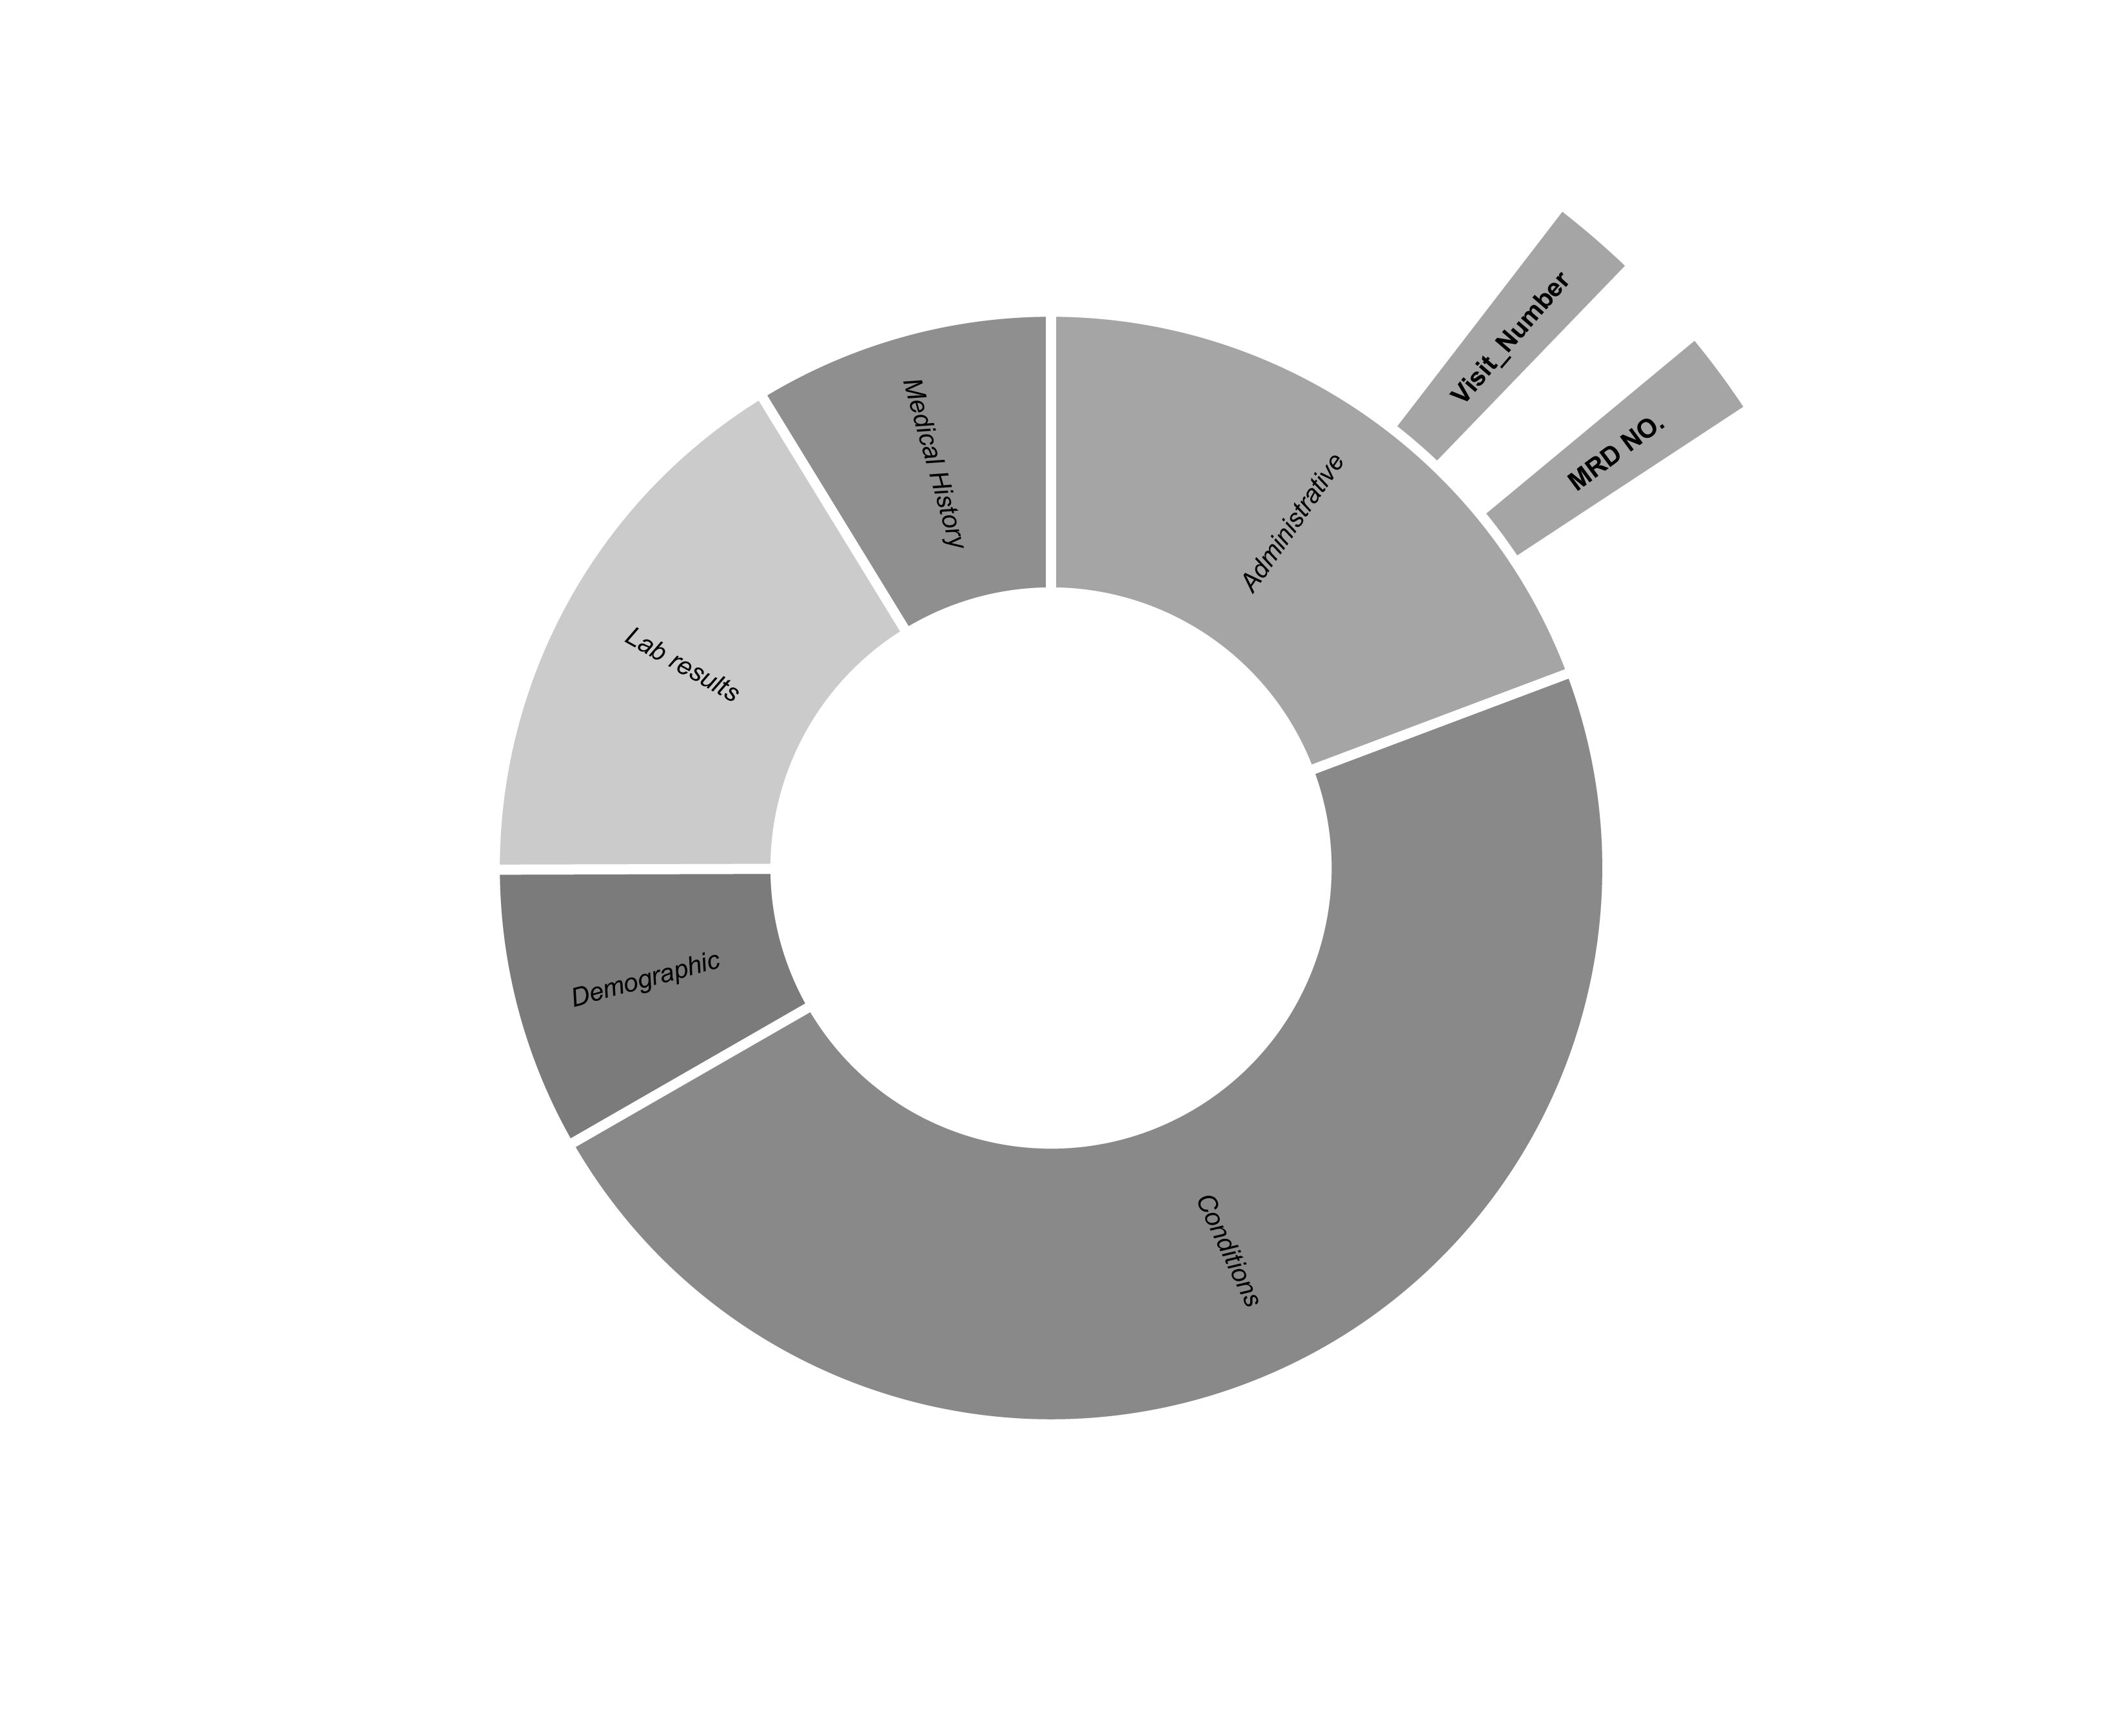 Visit_Number
MRD NO.
Administrative
Medical History
Lab results
Demographic
Conditions